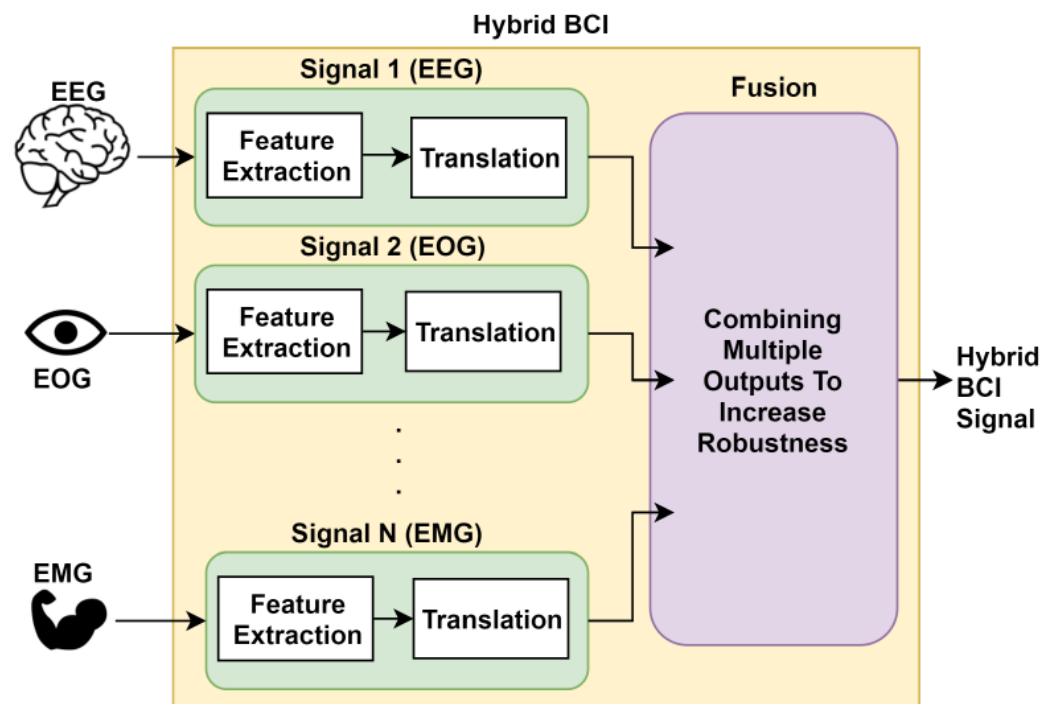 Hybrid BCI
EEG
Signal 1 (EEG)
Feature
Extraction
Translation
Signal 2 (EOG)
EOG
Feature
Extraction
Translation
.
.
.
Signal N (EMG)
EMG
Feature
Extraction
Translation
Fusion
Combining
Multiple
Outputs To
Increase
Robustness
Hybrid
BCI
Signal